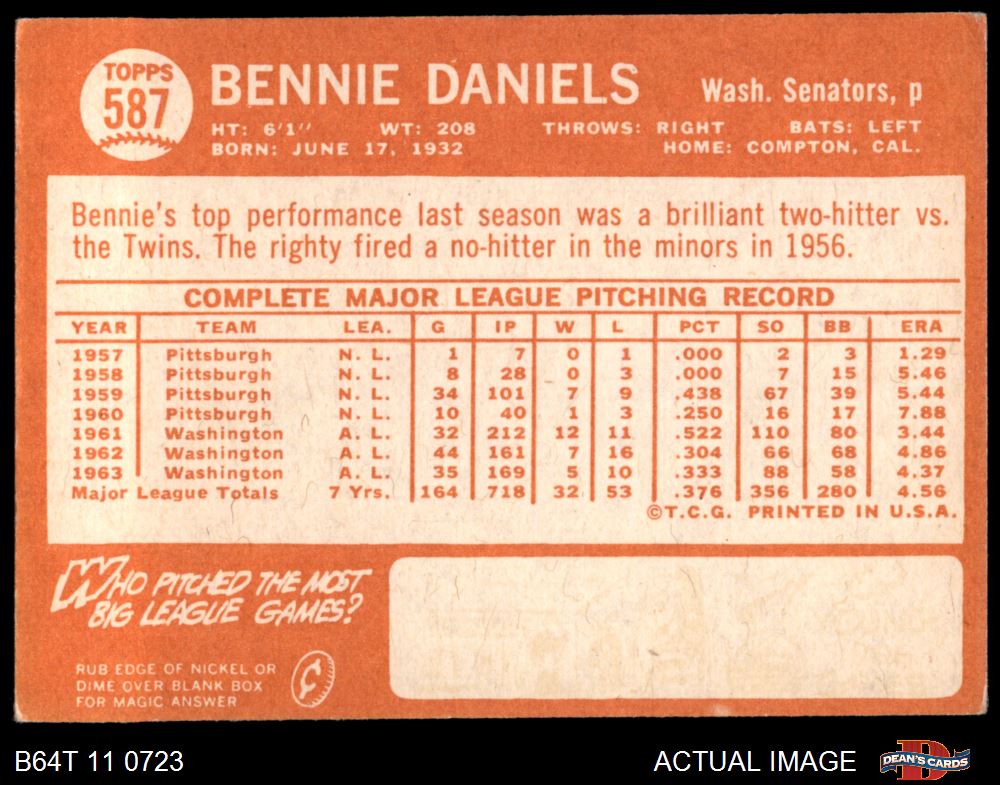 TOPPS
587
BENNIE DANIELS
Wash. Senators, p
HT: 6'1" WT: 208 THROWS: RIGHT BATS: LEFT
BORN: JUNE 17, 1932 HOME: COMPTON, CAL.
Bennie's top performance last season was a brilliant two-hitter vs.
the Twins. The righty fired a no-hitter in the minors in 1956.
COMPLETE MAJOR LEAGUE PITCHING RECORD
YEAR TEAM LEA. G IP W L PCT SO BB ERA
1957 Pittsburgh N. L. 1 7 0 1 .000 2 3 1.29
1958 Pittsburgh N. L. 8 28 0 3 .000 7 15 5.46
1959 Pittsburgh N. L. 34 101 7 9 .438 67 39 5.44
1960 Pittsburgh N. L. 10 40 1 3 .250 16 17 7.88
1961 Washington A. L. 32 212 12 11 .522 110 80 3.44
1962 Washington A. L. 44 161 7 16 .304 66 68 4.86
1963 Washington A. L. 35 169 5 10 .333 88 58 4.37
Major League Totals 7 Yrs. 164 718 32 53 .376 356 280 4.56
©T.C.G. PRINTED IN U.S.A.
WHO PITCHED THE MOST
BIG LEAGUE GAMES?
RUB EDGE OF NICKEL OR
DIME OVER BLANK BOX
FOR MAGIC ANSWER
B64T 11 0723 ACTUAL IMAGE
DEAN'S CARDS